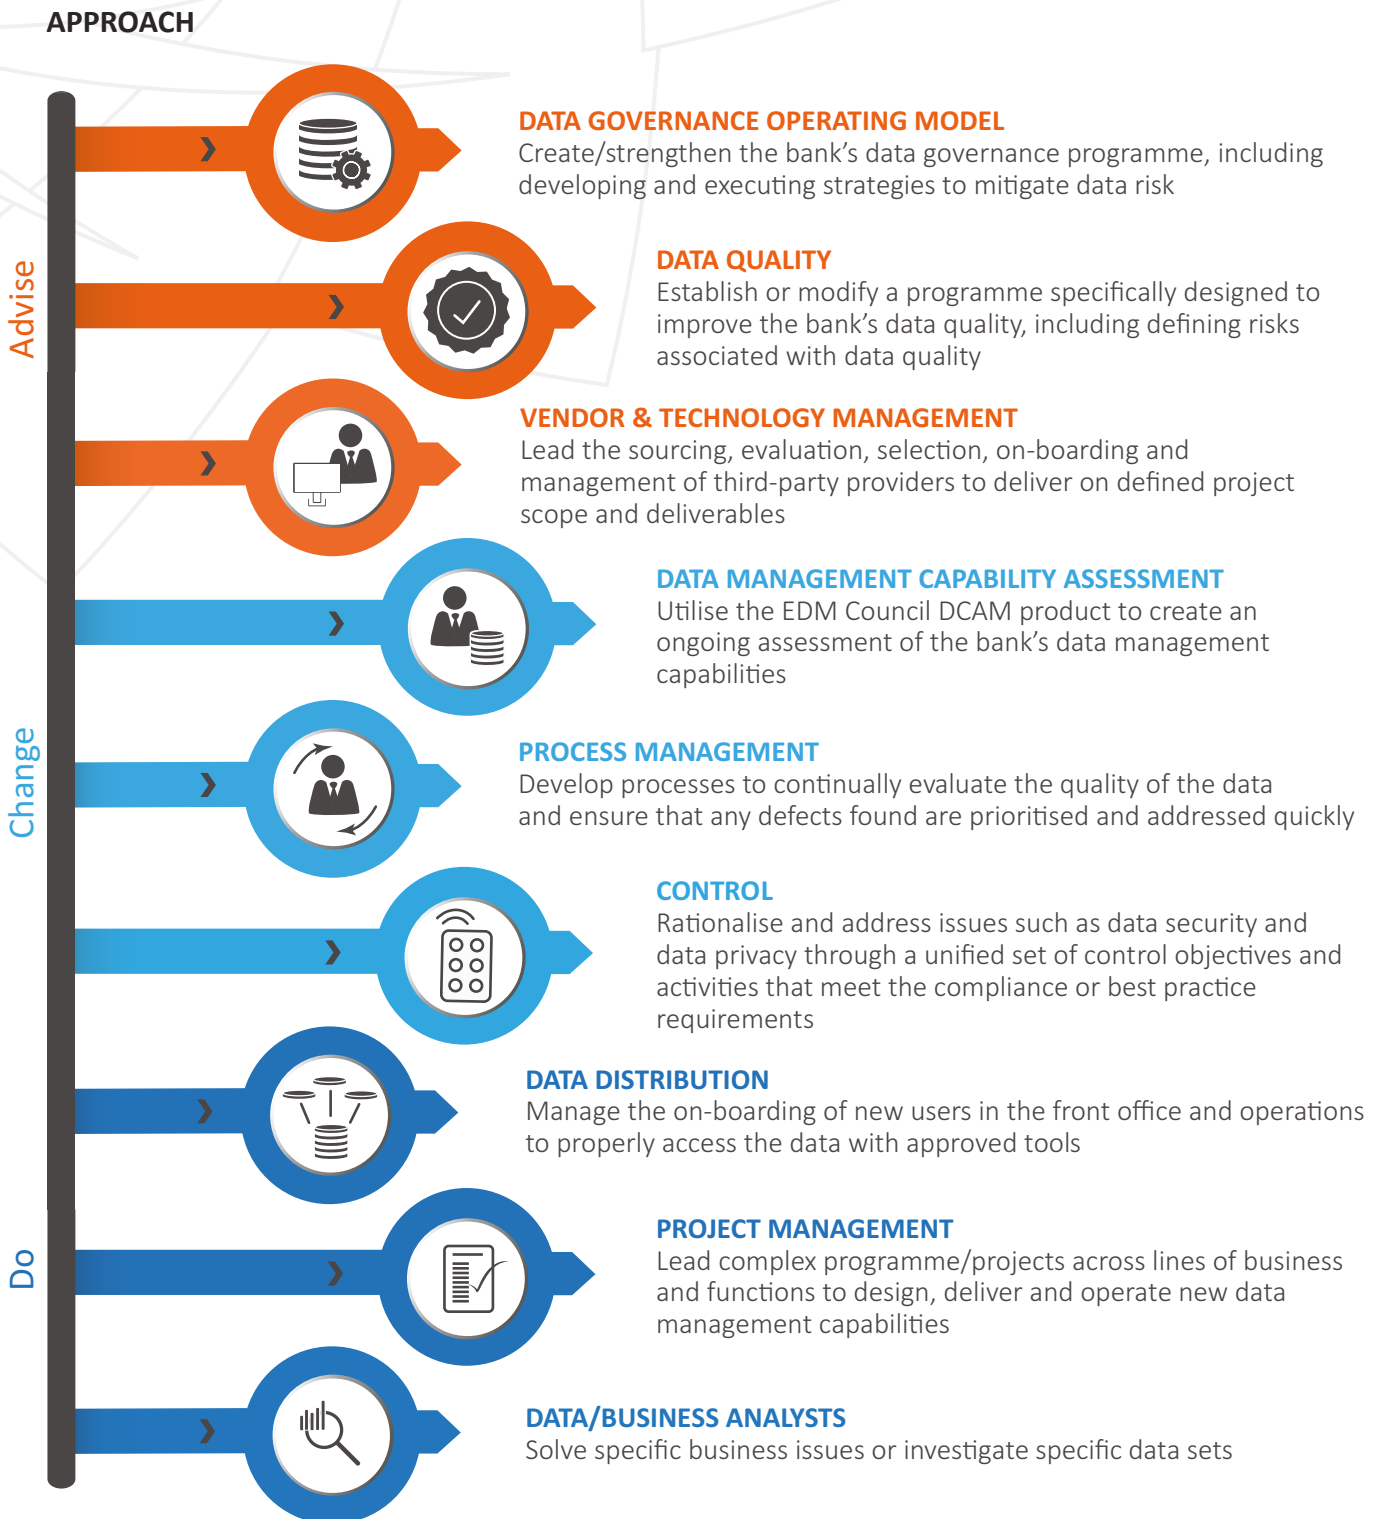 APPROACH
Advise
DATA GOVERNANCE OPERATING MODEL
Create/strengthen the bank’s data governance programme, including
developing and executing strategies to mitigate data risk
DATA QUALITY
Establish or modify a programme specifically designed to
improve the bank’s data quality, including defining risks
associated with data quality
VENDOR & TECHNOLOGY MANAGEMENT
Lead the sourcing, evaluation, selection, on-boarding and
management of third-party providers to deliver on defined project
scope and deliverables
Change
DATA MANAGEMENT CAPABILITY ASSESSMENT
Utilise the EDM Council DCAM product to create an
ongoing assessment of the bank’s data management
capabilities
PROCESS MANAGEMENT
Develop processes to continually evaluate the quality of the data
and ensure that any defects found are prioritised and addressed quickly
CONTROL
Rationalise and address issues such as data security and
data privacy through a unified set of control objectives and
activities that meet the compliance or best practice
requirements
Do
DATA DISTRIBUTION
Manage the on-boarding of new users in the front office and operations
to properly access the data with approved tools
PROJECT MANAGEMENT
Lead complex programme/projects across lines of business
and functions to design, deliver and operate new data
management capabilities
DATA/BUSINESS ANALYSTS
Solve specific business issues or investigate specific data sets